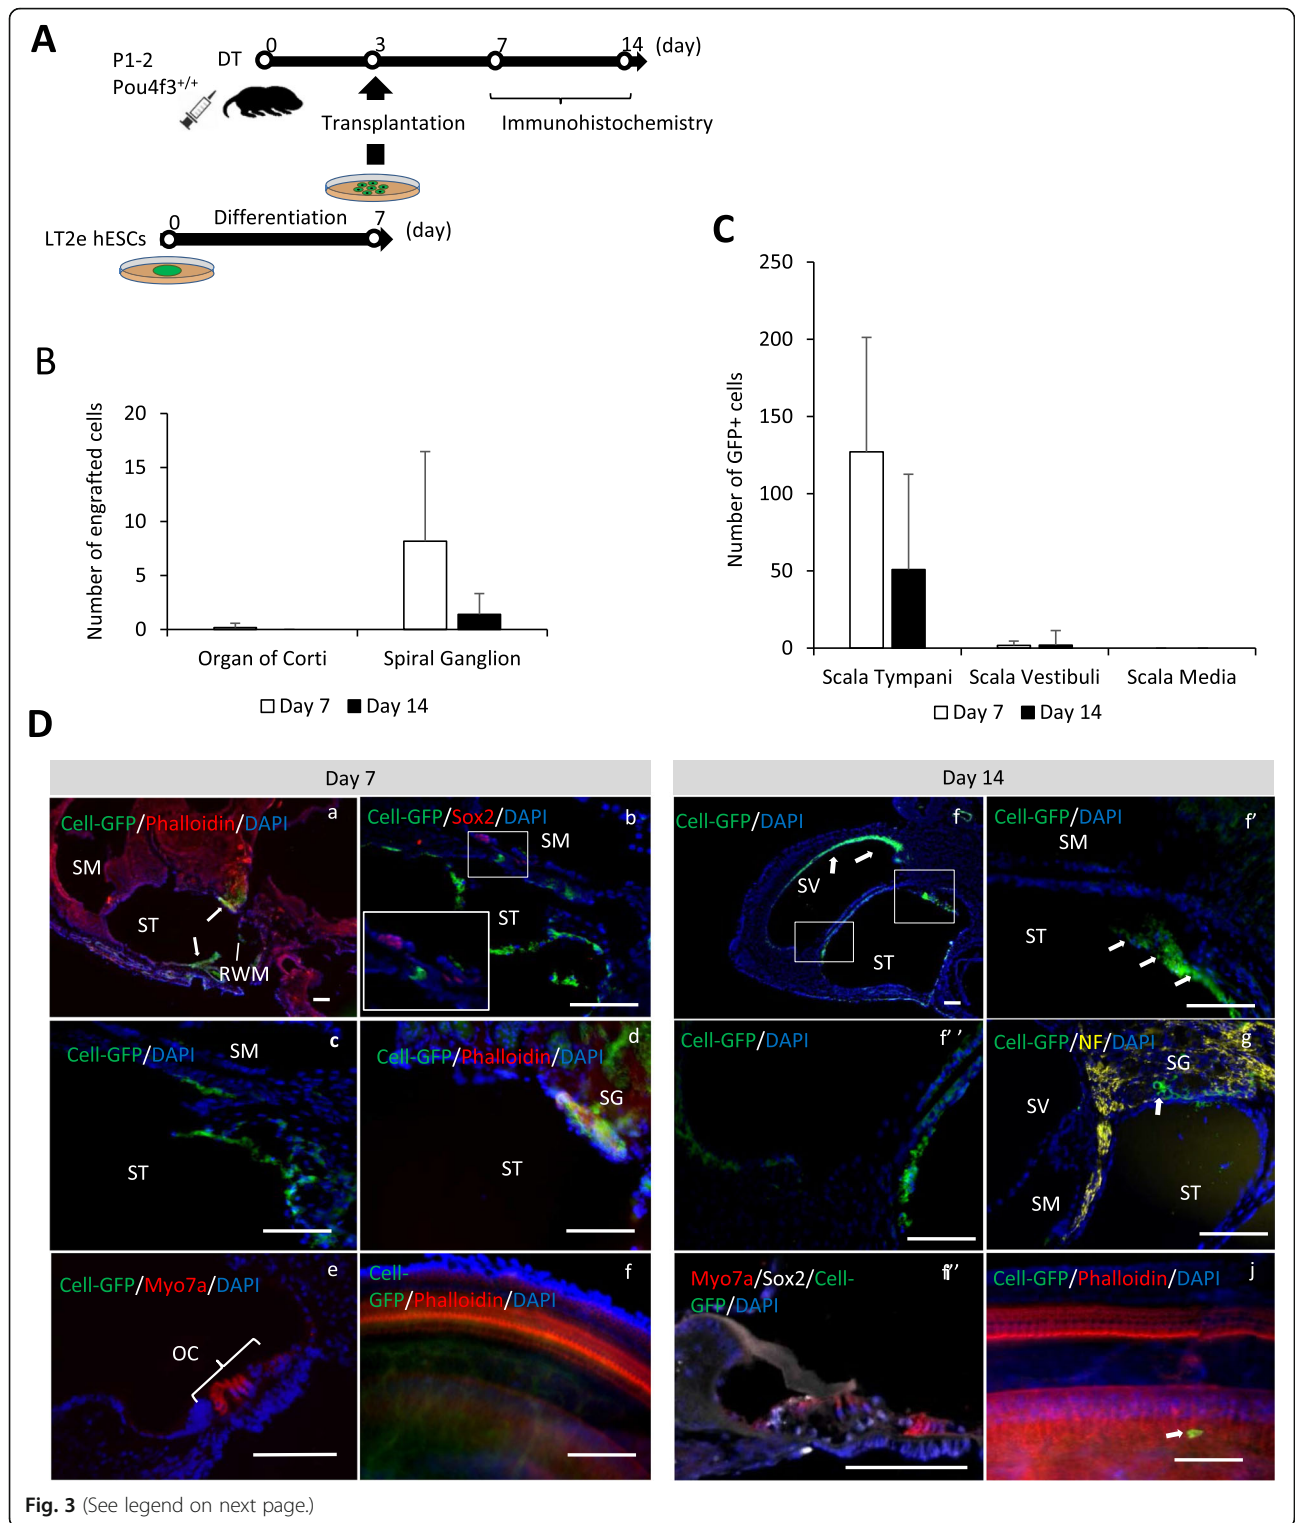 A
0 3 7 14 (day)
P1-2 DT
Pou4f3+/+
Transplantation Immunohistochemistry
Differentiation
0 7 (day)
LT2e hESCs
C
250
200
150
100
50
0
Number of GFP+ cells
Scala Tympani Scala Vestibuli Scala Media
Day 7 Day 14
B
20
15
10
5
0
Number of engrafted cells
Organ of Corti Spiral Ganglion
Day 7 Day 14
D
Day 7
Day 14
Cell-GFP/Phalloidin/DAPI a
SM
ST
RWM
Cell-GFP/Sox2/DAPI b
SM
ST
Cell-GFP/DAPI f
SV
ST
Cell-GFP/DAPI f'
SM
ST
Cell-GFP/DAPI c
SM
ST
Cell-GFP/Phalloidin/DAPI d
SG
ST
Cell-GFP/DAPI f' '
Cell-GFP/NF/DAPI g
SG
SV
SM
ST
Cell-GFP/Myo7a/DAPI e
OC
Cell-
GFP/Phalloidin/DAPI f
Myo7a/Sox2/Cell-
GFP/DAPI
Cell-GFP/Phalloidin/DAPI j
Fig. 3 (See legend on next page.)